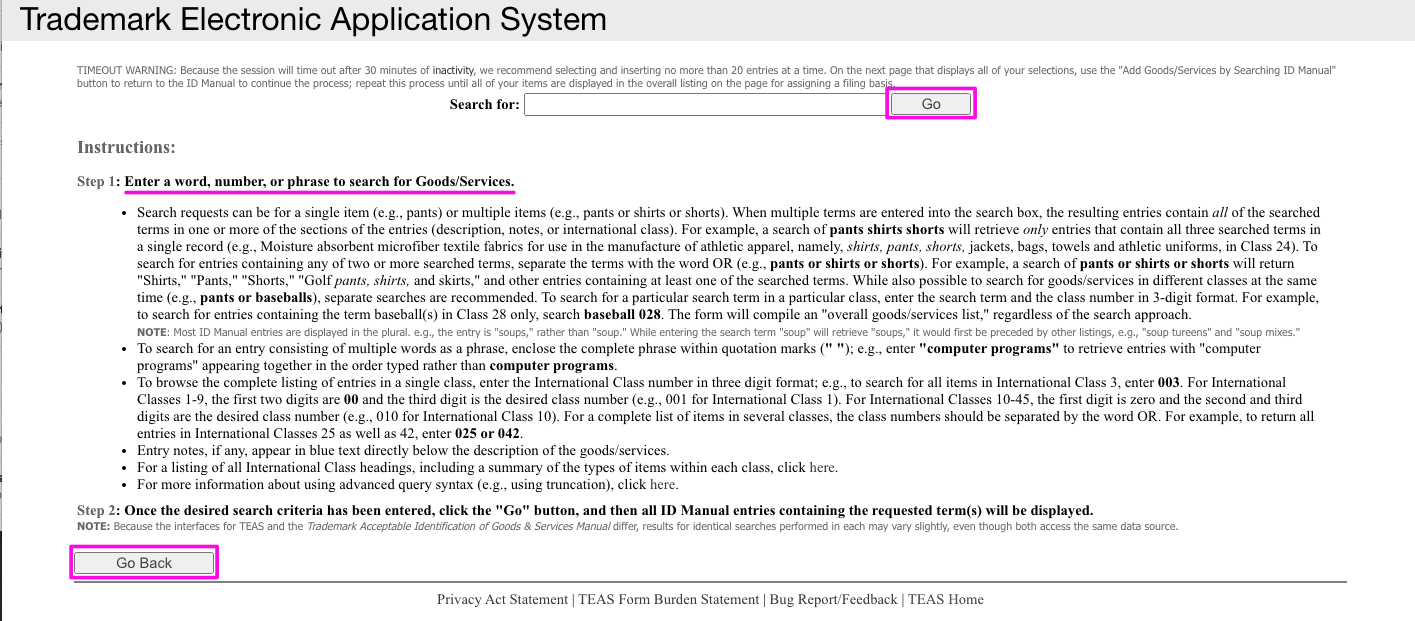 Trademark Electronic Application System
TIMEOUT WARNING: Because the session will time out after 30 minutes of inactivity, we recommend selecting and inserting no more than 20 entries at a time. On the next page that displays all of your selections, use the "Add Goods/Services by Searching ID Manual"
button to return to the ID Manual to continue the process; repeat this process until all of your items are displayed in the overall listing on the page for assigning a filing basis.
Search for: Go
Instructions:
Step 1: Enter a word, number, or phrase to search for Goods/Services.
• Search requests can be for a single item (e.g., pants) or multiple items (e.g., pants or shirts or shorts). When multiple terms are entered into the search box, the resulting entries contain all of the searched
terms in one or more of the sections of the entries (description, notes, or international class). For example, a search of pants shirts shorts will retrieve only entries that contain all three searched terms in
a single record (e.g., Moisture absorbent microfiber textile fabrics for use in the manufacture of athletic apparel, namely, shirts, pants, shorts, jackets, bags, towels and athletic uniforms, in Class 24). To
search for entries containing any of two or more searched terms, separate the terms with the word OR (e.g., pants or shirts or shorts). For example, a search of pants or shirts or shorts will return
"Shirts," "Pants," "Shorts," "Golf pants, shirts, and skirts," and other entries containing at least one of the searched terms. While also possible to search for goods/services in different classes at the same
time (e.g., pants or baseballs), separate searches are recommended. To search for a particular search term in a particular class, enter the search term and the class number in 3-digit format. For example,
to search for entries containing the term baseball(s) in Class 28 only, search baseball 028. The form will compile an "overall goods/services list," regardless of the search approach.
NOTE: Most ID Manual entries are displayed in the plural. e.g., the entry is "soups," rather than "soup." While entering the search term "soup" will retrieve "soups," it would first be preceded by other listings, e.g., "soup tureens" and "soup mixes."
• To search for an entry consisting of multiple words as a phrase, enclose the complete phrase within quotation marks (" "); e.g., enter "computer programs" to retrieve entries with "computer
programs" appearing together in the order typed rather than computer programs.
• To browse the complete listing of entries in a single class, enter the International Class number in three digit format; e.g., to search for all items in International Class 3, enter 003. For International
Classes 1-9, the first two digits are 00 and the third digit is the desired class number (e.g., 001 for International Class 1). For International Classes 10-45, the first digit is zero and the second and third
digits are the desired class number (e.g., 010 for International Class 10). For a complete list of items in several classes, the class numbers should be separated by the word OR. For example, to return all
entries in International Classes 25 as well as 42, enter 025 or 042.
• Entry notes, if any, appear in blue text directly below the description of the goods/services.
• For a listing of all International Class headings, including a summary of the types of items within each class, click here.
• For more information about using advanced query syntax (e.g., using truncation), click here.
Step 2: Once the desired search criteria has been entered, click the "Go" button, and then all ID Manual entries containing the requested term(s) will be displayed.
NOTE: Because the interfaces for TEAS and the Trademark Acceptable Identification of Goods & Services Manual differ, results for identical searches performed in each may vary slightly, even though both access the same data source.
Go Back
Privacy Act Statement | TEAS Form Burden Statement | Bug Report/Feedback | TEAS Home